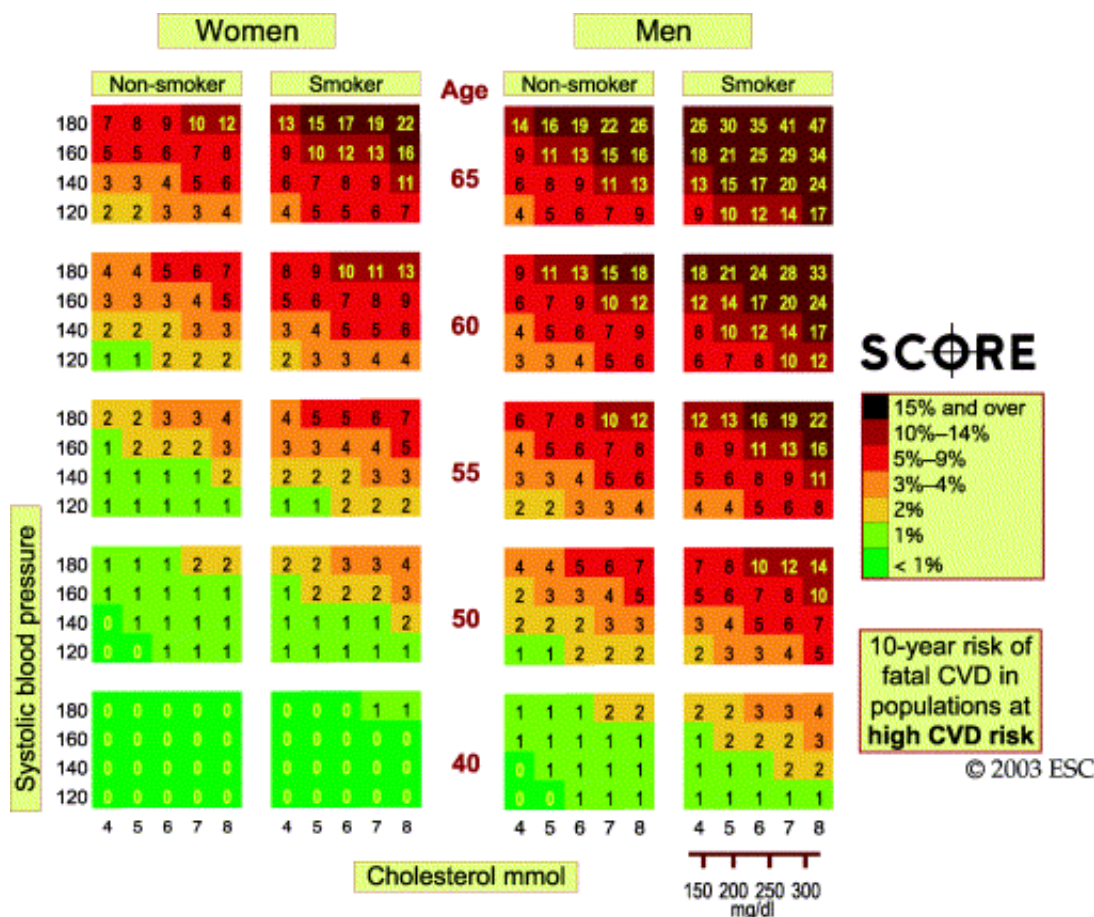 Women Men
Non-smoker Smoker Age Non-smoker Smoker
180 7 8 9 10 12 13 15 17 19 22 14 16 19 22 26 26 30 35 41 47
160 5 5 6 7 8 9 10 12 13 16 9 11 13 15 16 18 21 25 29 34
140 3 3 4 5 6 6 7 8 9 11 65 6 8 9 11 13 13 15 17 20 24
120 2 2 3 3 4 4 5 5 6 7 4 5 6 7 9 9 10 12 14 17
180 4 4 5 6 7 8 9 10 11 13 9 11 13 15 18 18 21 24 28 33
160 3 3 3 4 5 5 6 7 8 9 6 7 9 10 12 12 14 17 20 24
140 2 2 2 3 3 3 4 5 5 6 60 4 5 6 7 9 8 10 12 14 17
120 1 1 2 2 2 2 3 3 4 4 3 3 4 5 6 6 7 8 10 12
180 2 2 3 3 4 4 5 5 6 7 6 7 8 10 12 12 13 16 19 22
160 1 2 2 2 3 3 3 4 4 5 4 5 6 7 8 8 9 11 13 16
140 1 1 1 1 2 2 2 2 3 3 55 3 3 4 5 6 5 6 8 9 11
120 1 1 1 1 1 1 1 2 2 2 2 2 3 3 4 4 4 5 6 8
180 1 1 1 2 2 2 2 3 3 4 4 4 5 6 7 7 8 10 12 14
160 1 1 1 1 1 1 2 2 2 3 2 3 3 4 5 5 6 7 8 10
140 0 1 1 1 1 1 1 1 1 2 50 2 2 2 3 3 3 4 5 6 7
120 0 0 1 1 1 1 1 1 1 1 1 1 2 2 2 2 3 3 4 5
180 0 0 0 0 0 0 0 0 1 1 1 1 1 2 2 2 2 3 3 4
160 0 0 0 0 0 0 0 0 0 0 1 1 1 1 1 1 2 2 2 3
140 0 0 0 0 0 0 0 0 0 0 40 0 1 1 1 1 1 1 1 2 2
120 0 0 0 0 0 0 0 0 0 0 0 0 1 1 1 1 1 1 1 1
4 5 6 7 8 4 5 6 7 8 4 5 6 7 8 4 5 6 7 8
Systolic blood pressure
Cholesterol mmol
150 200 250 300
mg/dl
SCORE
15% and over
10%–14%
5%–9%
3%–4%
2%
1%
< 1%
10-year risk of
fatal CVD in
populations at
high CVD risk
© 2003 ESC